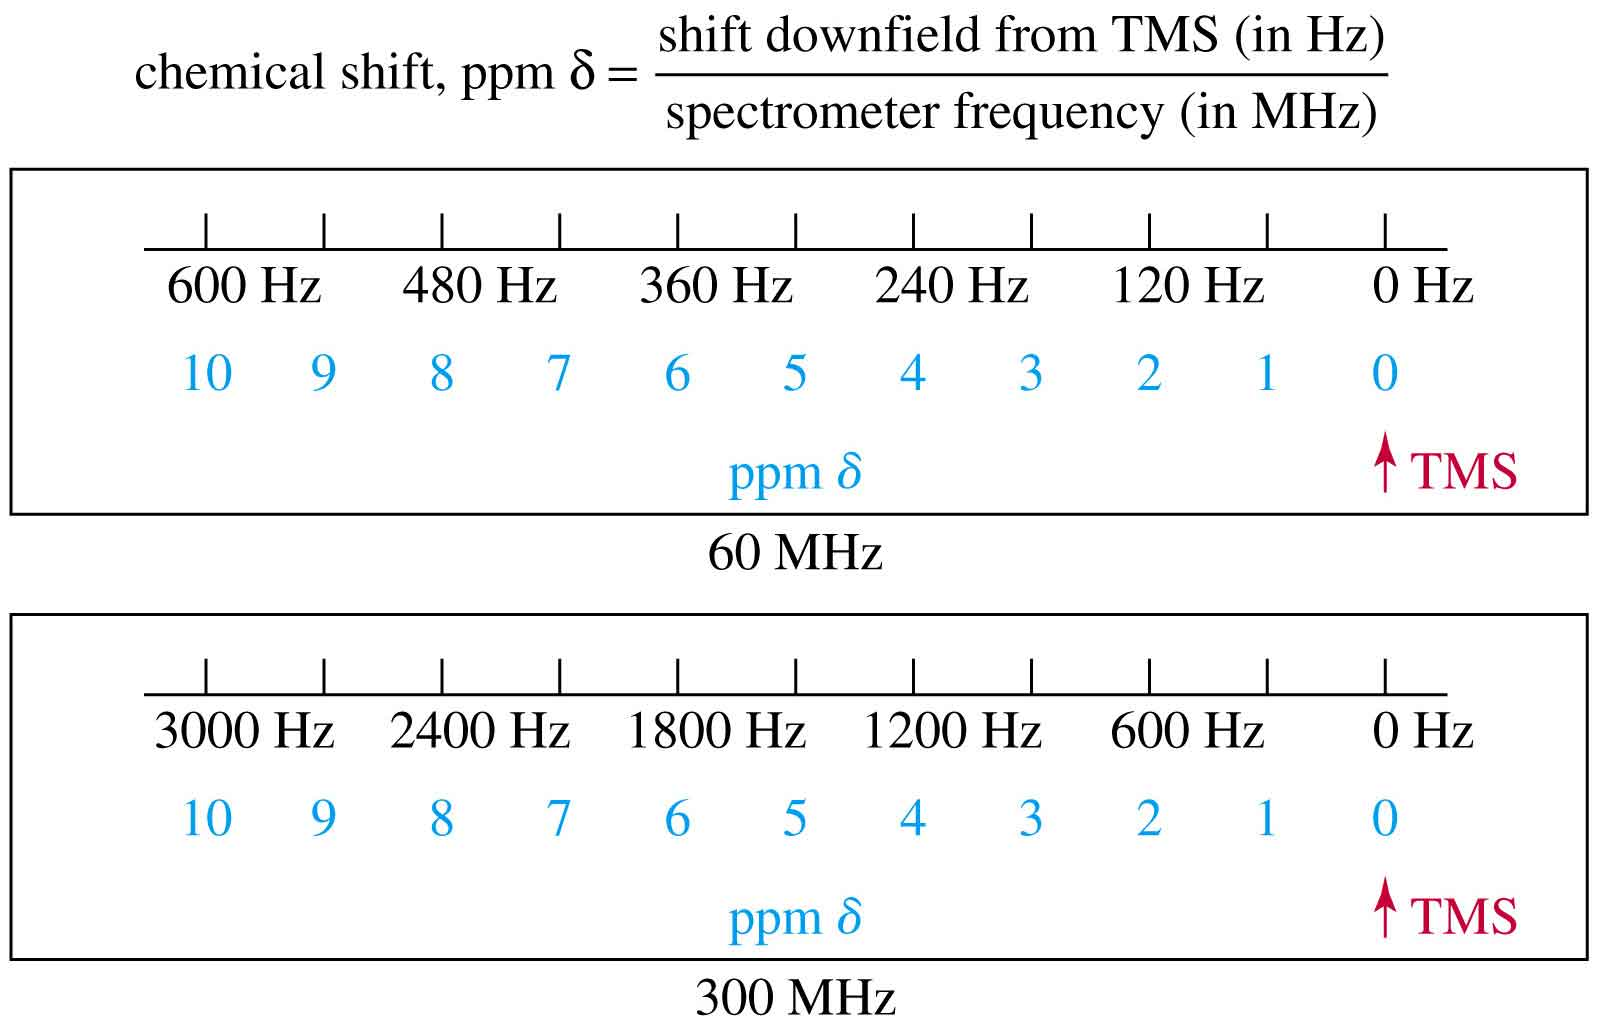 chemical shift, ppm δ = shift downfield from TMS (in Hz)
spectrometer frequency (in MHz)
600 Hz 480 Hz 360 Hz 240 Hz 120 Hz 0 Hz
10 9 8 7 6 5 4 3 2 1 0
ppm δ TMS
60 MHz
3000 Hz 2400 Hz 1800 Hz 1200 Hz 600 Hz 0 Hz
10 9 8 7 6 5 4 3 2 1 0
ppm δ TMS
300 MHz